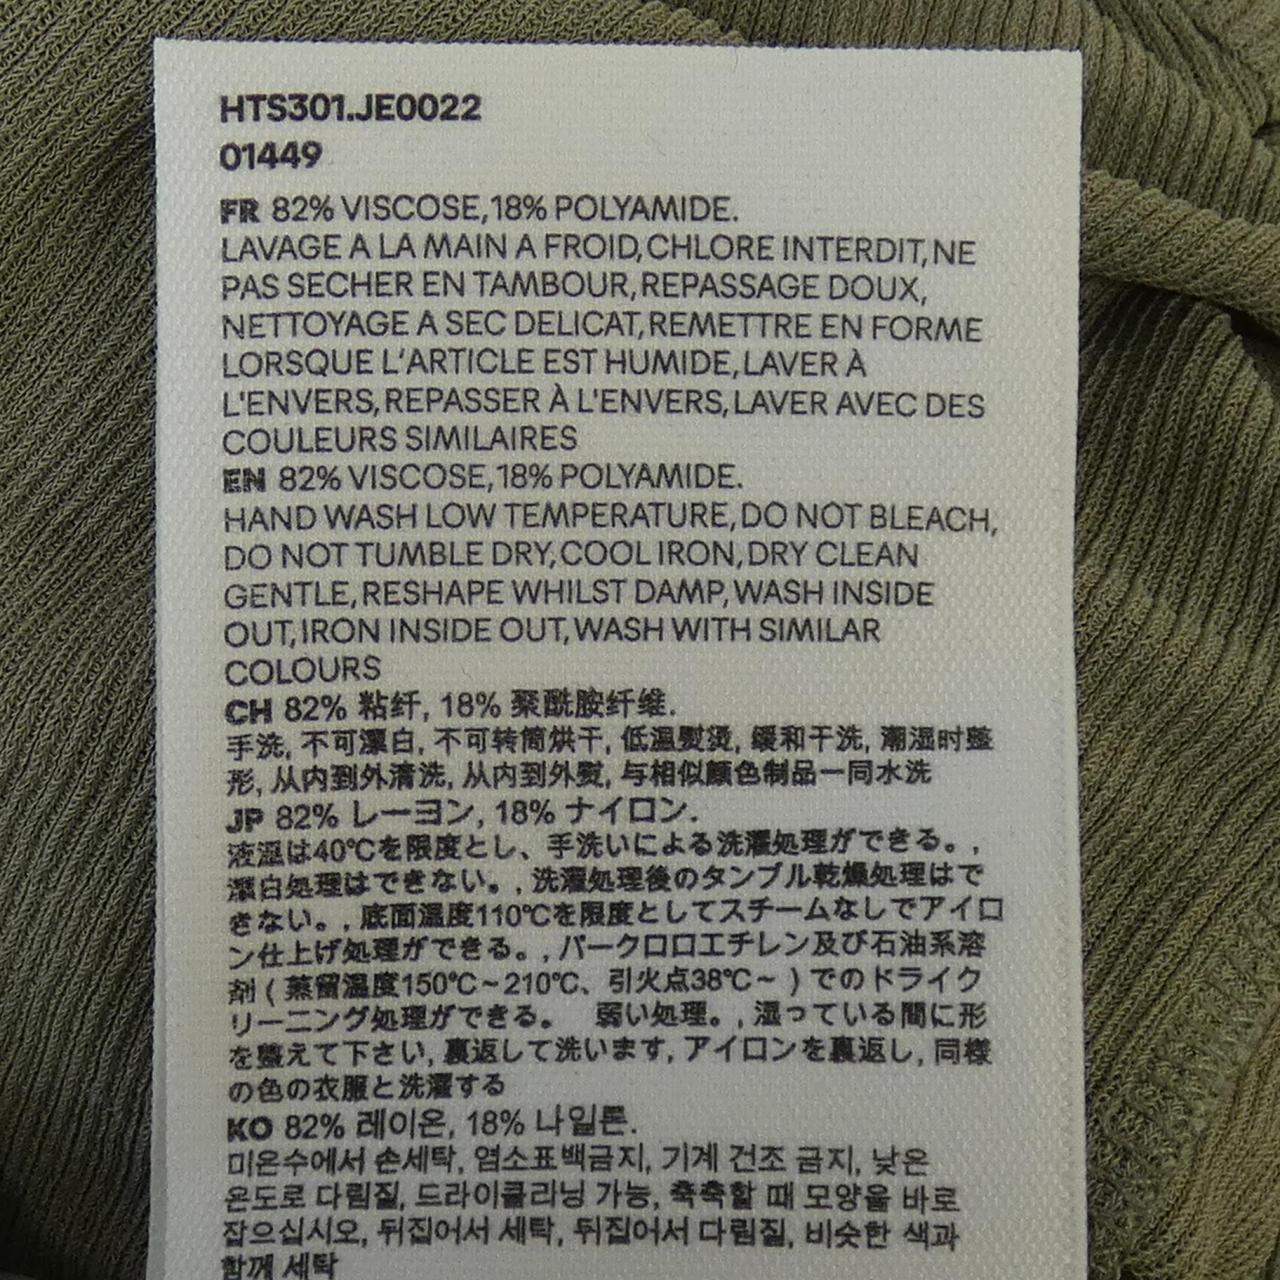 HTS301.JE0022
01449
FR 82% VISCOSE,18% POLYAMIDE.
LAVAGE A LA MAIN A FROID,CHLORE INTERDIT,NE
PAS SECHER EN TAMBOUR,REPASSAGE DOUX,
NETTOYAGE A SEC DELICAT,REMETTRE EN FORME
LORSQUE L'ARTICLE EST HUMIDE,LAVER À
L'ENVERS,REPASSER À L'ENVERS,LAVER AVEC DES
COULEURS SIMILAIRES
EN 82% VISCOSE,18% POLYAMIDE.
HAND WASH LOW TEMPERATURE,DO NOT BLEACH,
DO NOT TUMBLE DRY,COOL IRON,DRY CLEAN
GENTLE,RESHAPE WHILST DAMP,WASH INSIDE
OUT,IRON INSIDE OUT,WASH WITH SIMILAR
COLOURS
CH 82% 粘纤, 18% 聚酰胺纤维.
手洗, 不可漂白, 不可转筒烘干, 低温熨烫, 缓和干洗, 潮湿时整
形, 从内到外清洗, 从内到外熨, 与相似颜色制品一同水洗
JP 82% レーヨン, 18% ナイロン.
液温は40℃を限度とし、手洗いによる洗濯処理ができる。,
漂白処理はできない。, 洗濯処理後のタンブル乾燥処理はで
きない。, 底面温度110℃を限度としてスチームなしでアイロ
ン仕上げ処理ができる。, パークロロエチレン及び石油系溶
剤 ( 蒸留温度150℃~210℃、引火点38℃~ ) でのドライク
リーニング処理ができる。 弱い処理。, 湿っている間に形
を整えて下さい, 裏返して洗います, アイロンを裏返し, 同様
の色の衣服と洗濯する
KO 82% 레이온, 18% 나일론.
미온수에서 손세탁, 염소표백금지, 기계 건조 금지, 낮은
온도로 다림질, 드라이클리닝 가능, 축축할 때 모양을 바로
잡으십시오, 뒤집어서 세탁, 뒤집어서 다림질, 비슷한 색과
함께 세탁